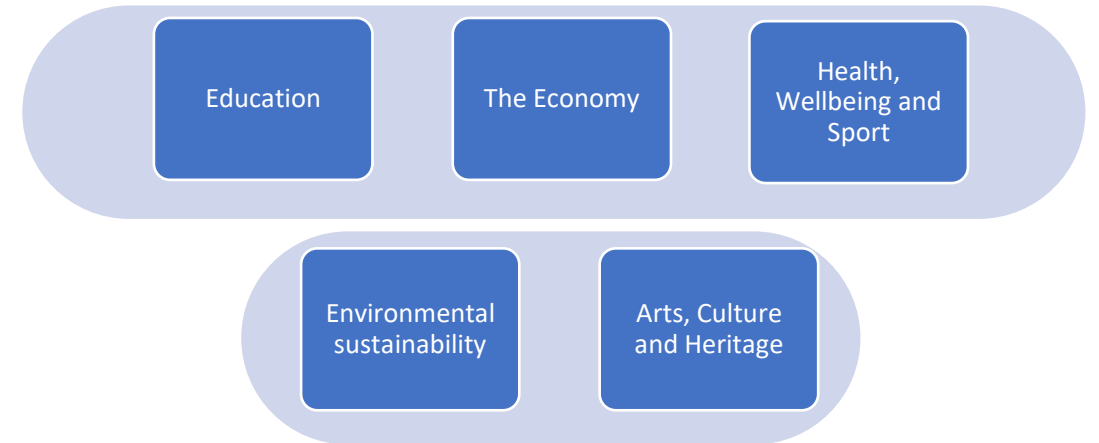 Education
The Economy
Health,
Wellbeing and
Sport
Environmental
sustainability
Arts, Culture
and Heritage